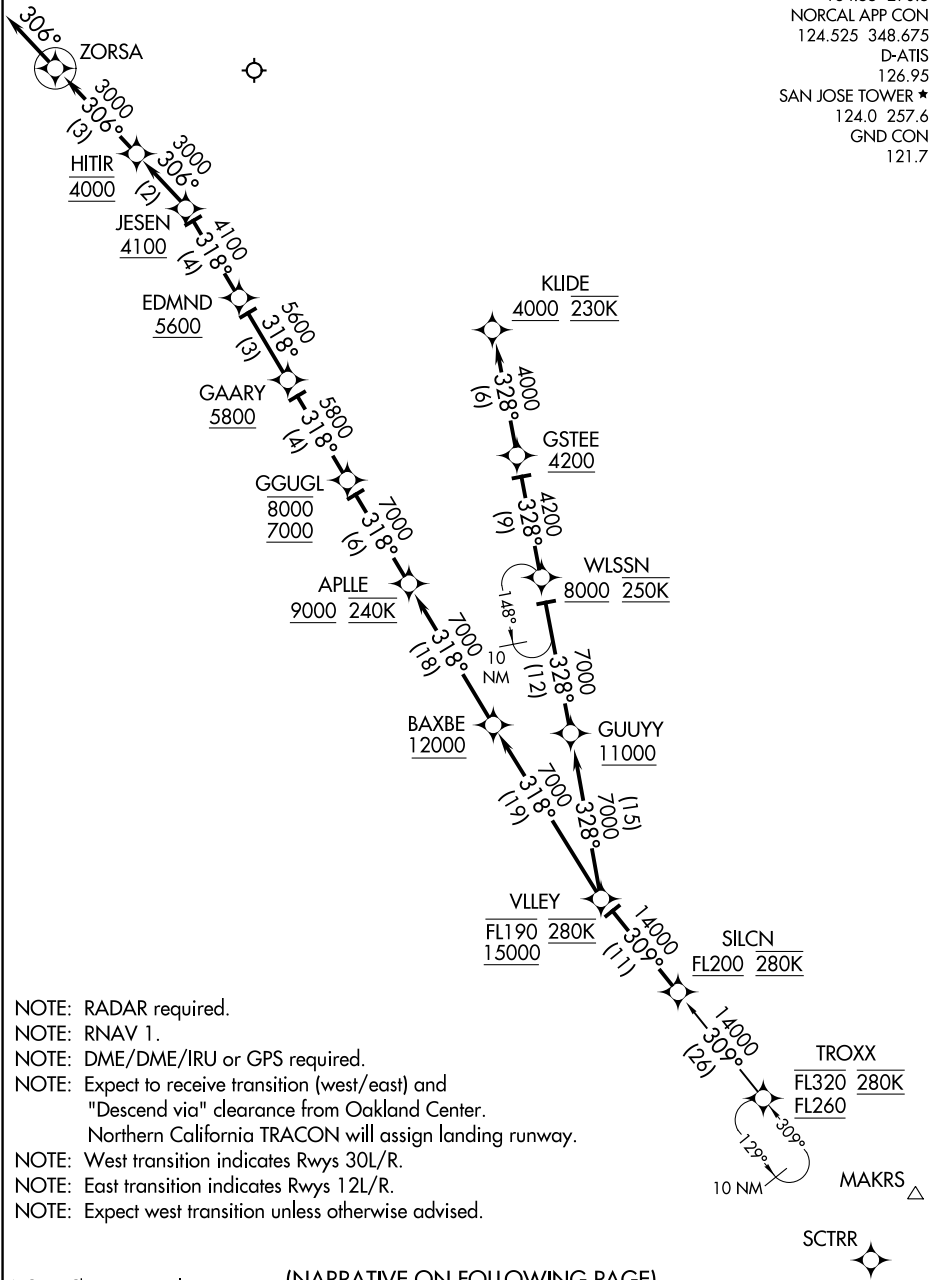 NORCAL APP CON
124.525 348.675
D-ATIS
126.95
SAN JOSE TOWER ★
124.0 257.6
GND CON
121.7
306°
ZORSA
3000
306°
(3)
HITIR
4000
3000
306°
(2)
JESEN
4100
4100
318°
(4)
EDMND
5600
5600
318°
(3)
GAARY
5800
5800
318°
(4)
GGUGL
8000
7000
7000
318°
(6)
APLLE
9000 240K
7000
318°
(18)
BAXBE
12000
7000
318°
(19)
KLIDE
4000 230K
4000
328°
(6)
GSTEE
4200
4200
328°
(9)
WLSSN
8000 250K
148°
10
NM
7000
328°
(12)
GUUYY
11000
(15)
7000
328°
VLLEY
FL190 280K
15000
14000
309°
(11)
SILCN
FL200 280K
14000
309°
(26)
TROXX
FL320 280K
FL260
309°
129°
10 NM
MAKRS
SCTRR
NOTE: RADAR required.
NOTE: RNAV 1.
NOTE: DME/DME/IRU or GPS required.
NOTE: Expect to receive transition (west/east) and
"Descend via" clearance from Oakland Center.
Northern California TRACON will assign landing runway.
NOTE: West transition indicates Rwys 30L/R.
NOTE: East transition indicates Rwys 12L/R.
NOTE: Expect west transition unless otherwise advised.
(NARRATIVE ON FOLLOWING PAGE)